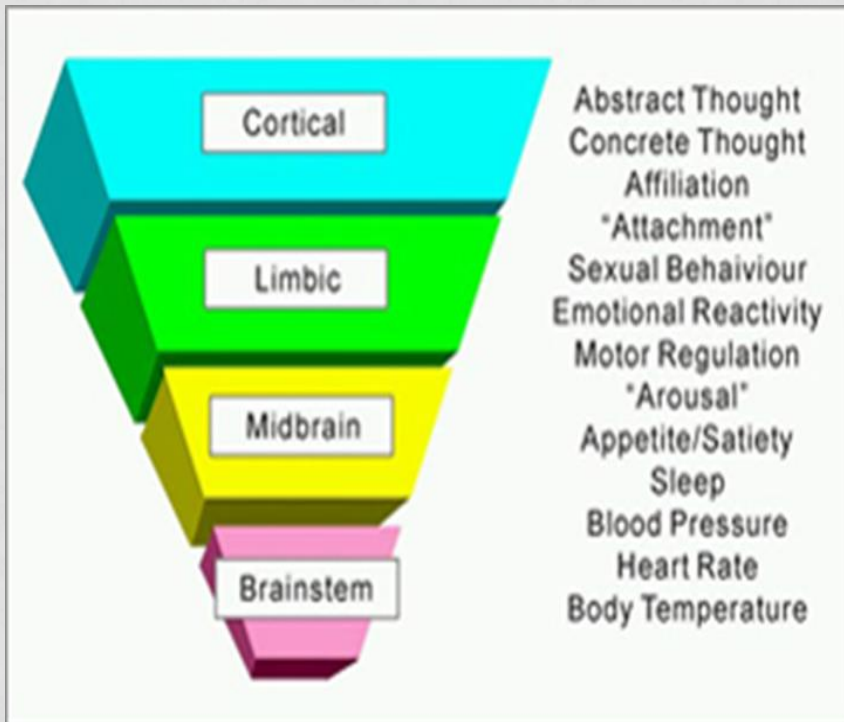 Cortical
Limbic
Midbrain
Brainstem
Abstract Thought
Concrete Thought
Affiliation
"Attachment"
Sexual Behaiviour
Emotional Reactivity
Motor Regulation
"Arousal"
Appetite/Satiety
Sleep
Blood Pressure
Heart Rate
Body Temperature